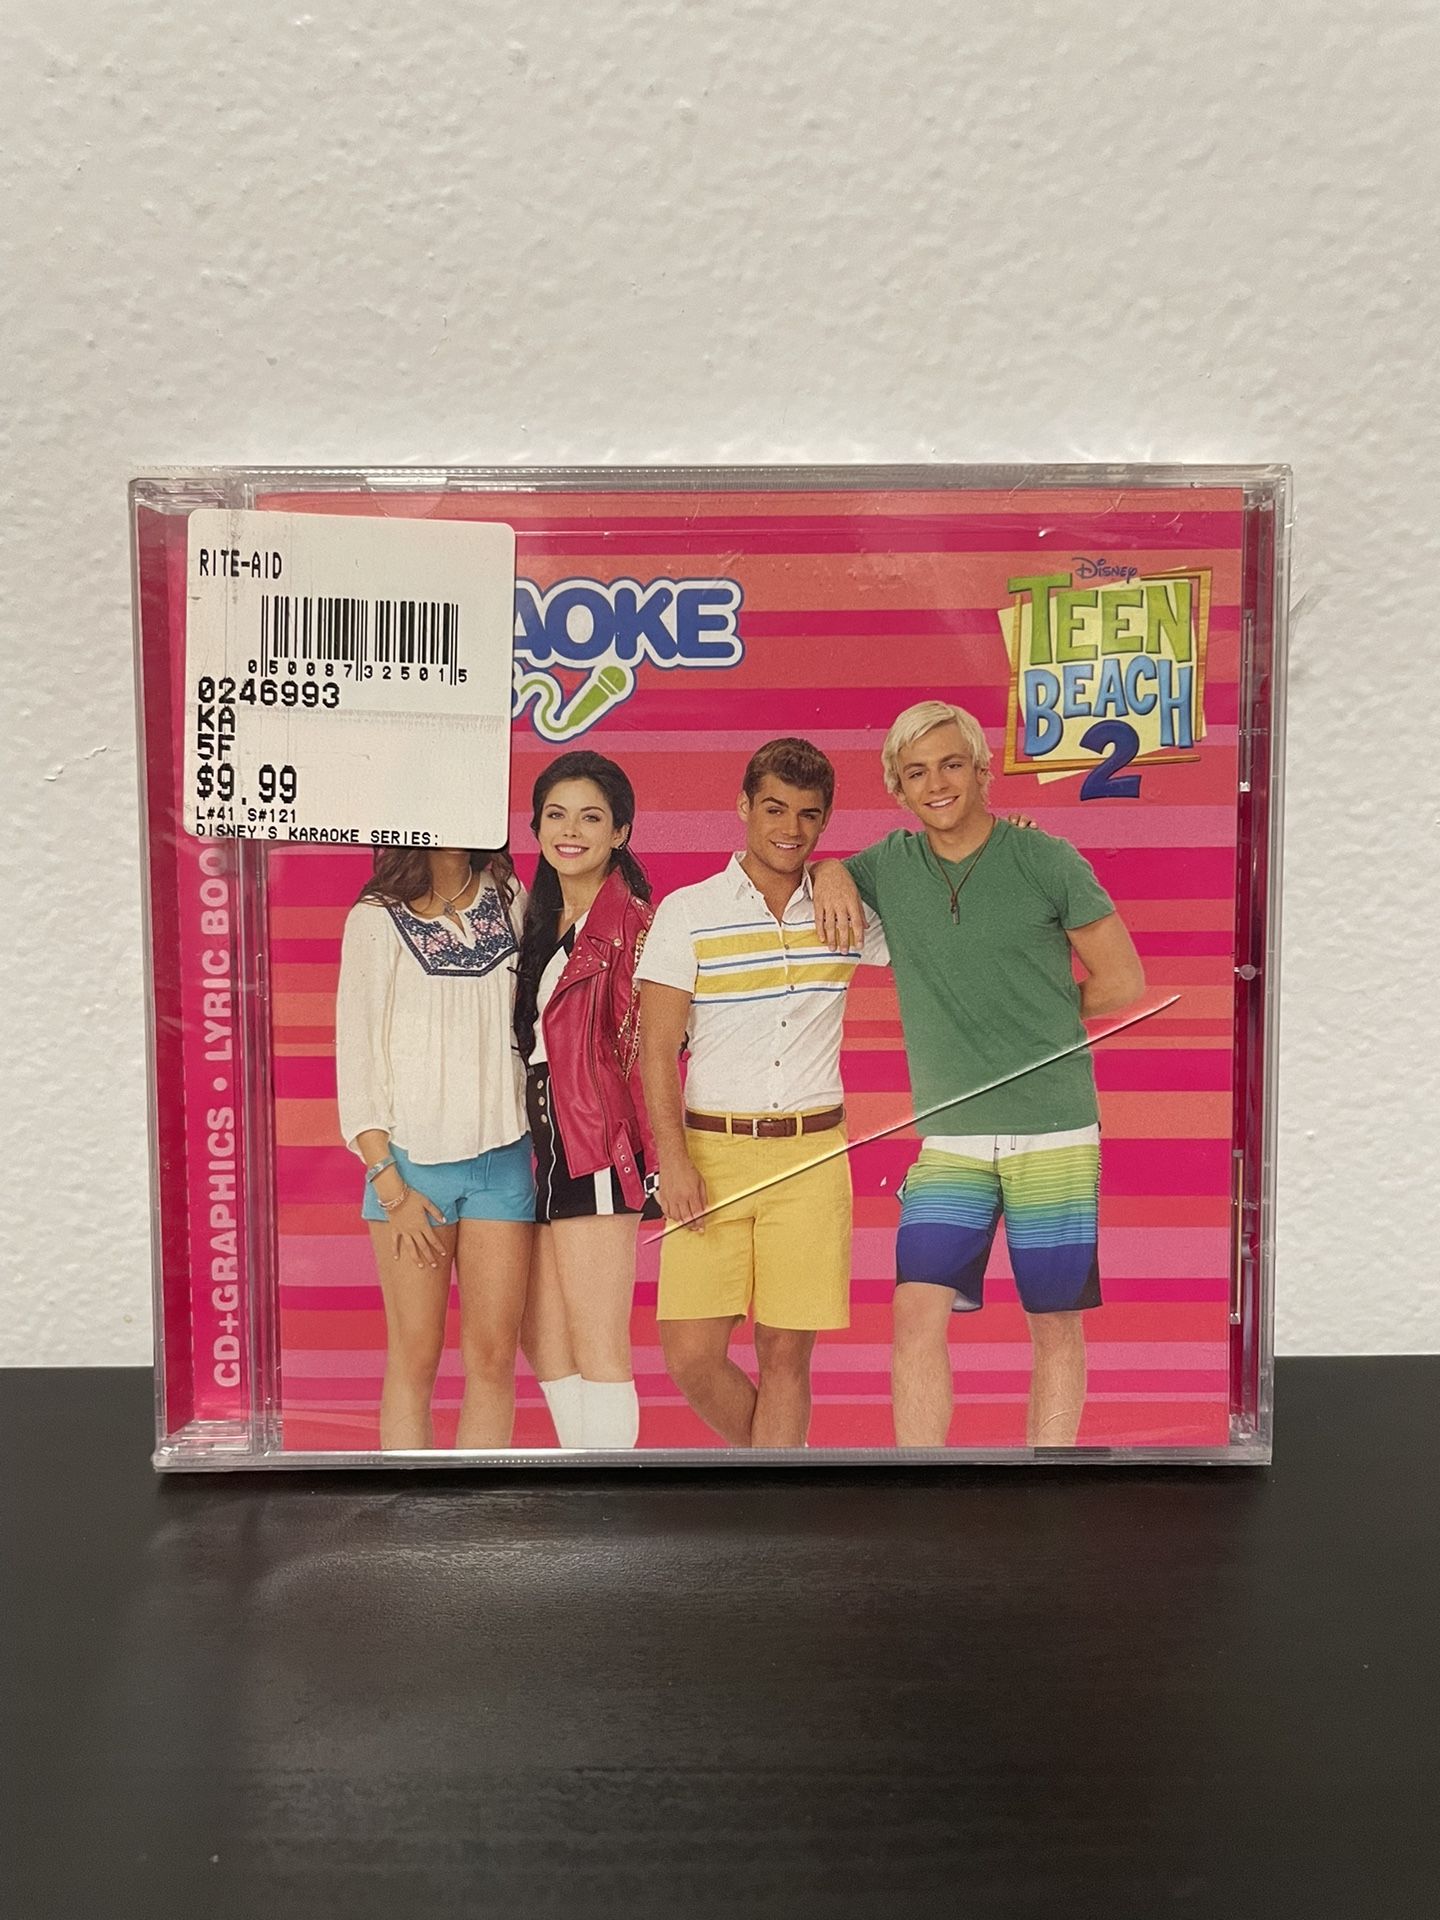 RITE-AID
0 50087 32501 5
0246993
KA
5F
$9.99
L#41 S#121
DISNEY'S KARAOKE SERIES:
AOKE
Disney
TEEN
BEACH
2
CD+GRAPHICS • LYRIC BOO